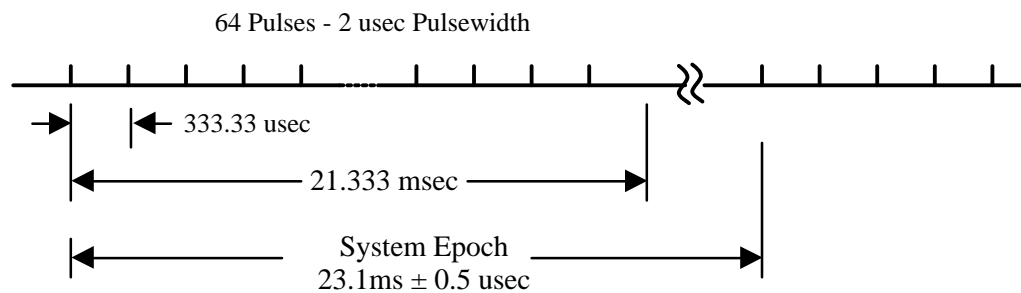 64 Pulses - 2 usec Pulsewidth
333.33 usec
21.333 msec
System Epoch
23.1ms ± 0.5 usec